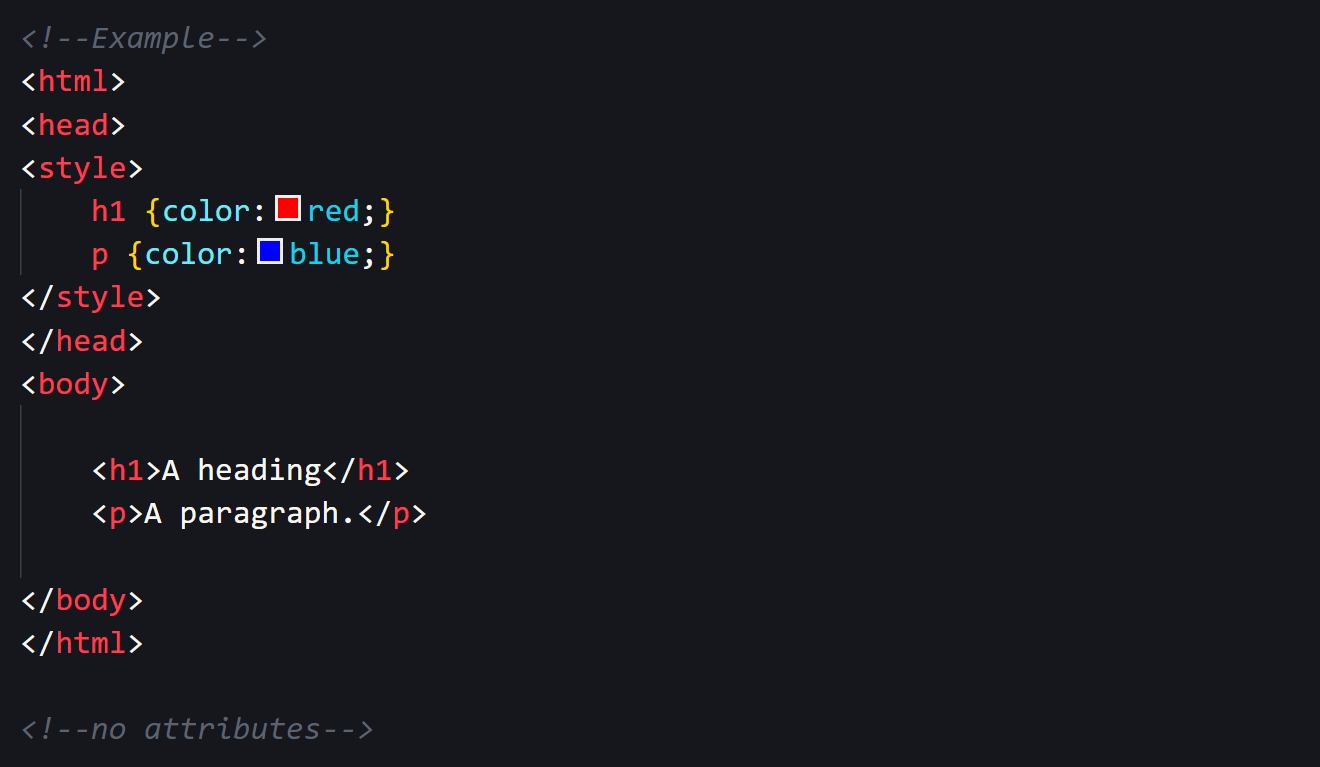 <!--Example-->
<html>
<head>
<style>
    h1 {color:red;}
    p {color:blue;}
</style>
</head>
<body>

    <h1>A heading</h1>
    <p>A paragraph.</p>

</body>
</html>

<!--no attributes-->